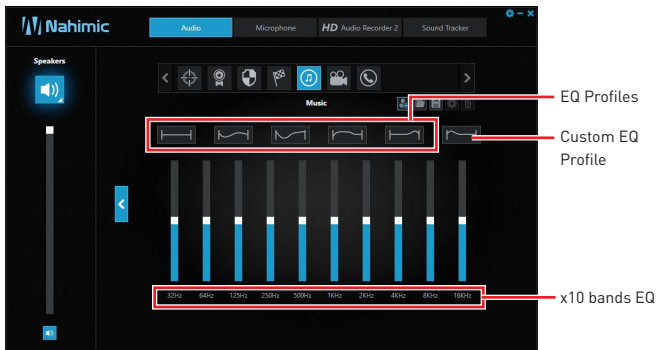 Nahimic
Audio
Microphone
HD Audio Recorder 2
Sound Tracker
Speakers
Music
EQ Profiles
Custom EQ
Profile
32Hz 64Hz 125Hz 250Hz 500Hz 1KHz 2KHz 4KHz 8KHz 16KHz
x10 bands EQ